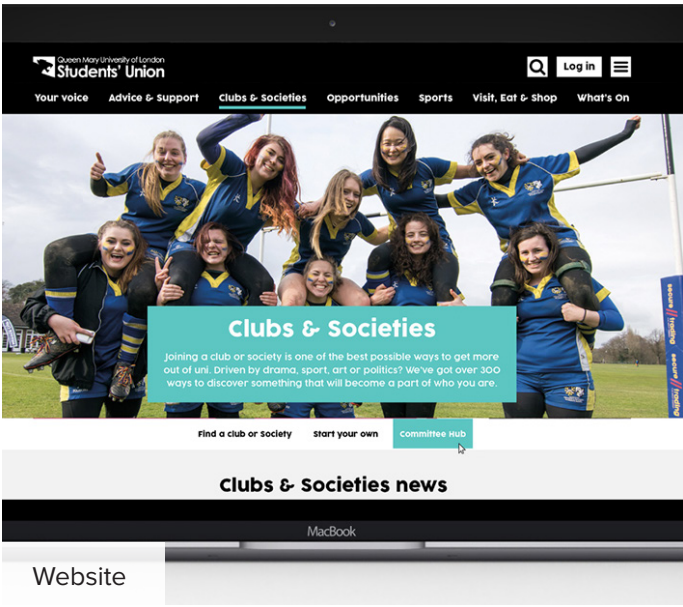 Queen Mary University of London
Students' Union
Log in
Your voice Advice & Support Clubs & Societies Opportunities Sports Visit, Eat & Shop What's On
secure // trading
secure // trading
Clubs & Societies
Joining a club or society is one of the best possible ways to get more
out of uni. Driven by drama, sport, art or politics? We've got over 300
ways to discover something that will become a part of who you are.
Find a club or Society Start your own Committee Hub
Clubs & Societies news
MacBook
Website